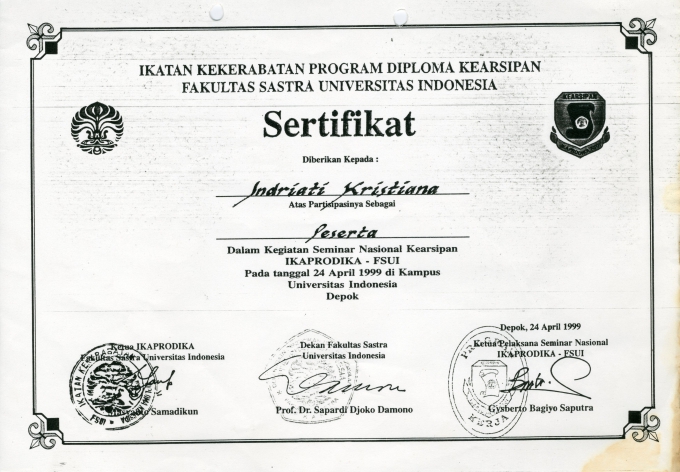 IKATAN KEKERABATAN PROGRAM DIPLOMA KEARSIPAN
FAKULTAS SASTRA UNIVERSITAS INDONESIA
Sertifikat
KEARSIPAN
Diberikan Kepada :
Indriati Kristiana
Atas Partisipasinya Sebagai
Peserta
Dalam Kegiatan Seminar Nasional Kearsipan
IKAPRODIKA - FSUI
Pada tanggal 24 April 1999 di Kampus
Universitas Indonesia
Depok
Ketua IKAPRODIKA
Fakultas Sastra Universitas Indonesia
Samadikun
Dekan Fakultas Sastra
Universitas Indonesia
Prof. Dr. Sapardi Djoko Damono
Depok, 24 April 1999
Ketua Pelaksana Seminar Nasional
IKAPRODIKA - FSUI
Gysberto Bagiyo Saputra
KERJA